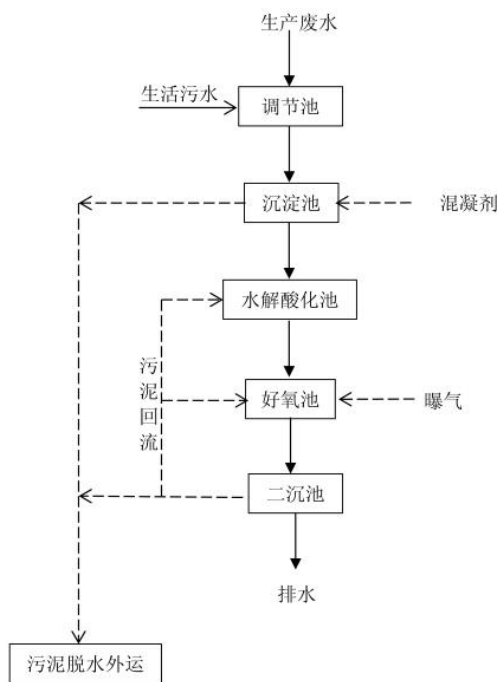 生产废水
生活污水
调节池
沉淀池
混凝剂
水解酸化池
污泥回流
好氧池
曝气
二沉池
排水
污泥脱水外运